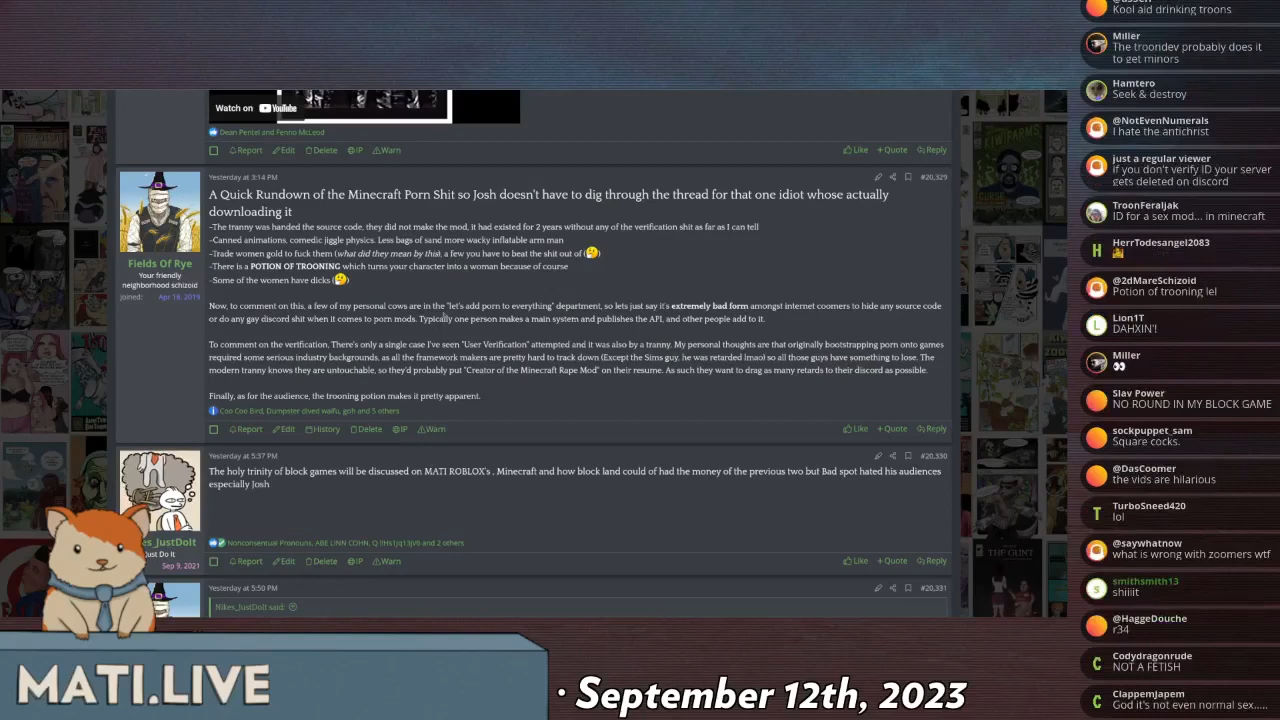 Watch on YouTube
Dean Pentel and Fenno McLeod
Report Edit Delete IP Warn
Like + Quote Reply
Yesterday at 3:14 PM
#20,329
Fields Of Rye
Your friendly
neighborhood schizoid
Joined: Apr 18, 2019
A Quick Rundown of the Minecraft Porn Shit so Josh doesn't have to dig through the thread for that one idiot whose actually
downloading it
-The tranny was handed the source code, they did not make the mod, it had existed for 2 years without any of the verification shit as far as I can tell
-Canned animations, comedic jiggle physics. Less bags of sand more wacky inflatable arm man
-Trade women gold to fuck them (what did they mean by this), a few you have to beat the shit out of (🤔)
-There is a POTION OF TROONING which turns your character into a woman because of course
-Some of the women have dicks (🤔)
Now, to comment on this, a few of my personal cows are in the "let's add porn to everything" department, so lets just say it's extremely bad form amongst internet coomers to hide any source code
or do any gay discord shit when it comes to porn mods. Typically one person makes a main system and publishes the API, and other people add to it.
To comment on the verification, There's only a single case I've seen "User Verification" attempted and it was also by a tranny. My personal thoughts are that originally bootstrapping porn onto games
required some serious industry backgrounds, as all the framework makers are pretty hard to track down (Except the Sims guy, he was retarded lmao) so all those guys have something to lose. The
modern tranny knows they are untouchable, so they'd probably put "Creator of the Minecraft Rape Mod" on their resume. As such they want to drag as many retards to their discord as possible.
Finally, as for the audience, the trooning potion makes it pretty apparent.
Coo Coo Bird, Dumpster dived waifu, goh and 5 others
Report Edit History Delete IP Warn
Like + Quote Reply
Yesterday at 5:37 PM
#20,330
es_JustDoIt
Just Do It
Sep 9, 2021
The holy trinity of block games will be discussed on MATI ROBLOX's , Minecraft and how block land could of had the money of the previous two but Bad spot hated his audiences
especially Josh
Nonconsentual Pronouns, ABE LINN COHN, Q !!Hs1Jq13jV6 and 2 others
Report Edit Delete IP Warn
Like + Quote Reply
Yesterday at 5:50 PM
#20,331
Nikes_JustDoIt said:
KIWIFARMS
THE GUNT
MATI.LIVE
· September 12th, 2023
Kool aid drinking troons
Miller
The troondev probably does it
to get minors
Hamtero
Seek & destroy
@NotEvenNumerals
I hate the antichrist
just a regular viewer
if you don't verify ID your server
gets deleted on discord
TroonFeraljak
ID for a sex mod... in minecraft
HerrTodesangel2083
@2dMareSchizoid
Potion of trooning lel
Lion1T
DAHXIN'!
Miller
👀
Slav Power
NO ROUND IN MY BLOCK GAME
sockpuppet_sam
Square cocks.
@DasCoomer
the vids are hilarious
TurboSneed420
lol
@saywhatnow
what is wrong with zoomers wtf
smithsmith13
shiiiit
@HaggeDouche
r34
Codydragonrude
NOT A FETISH
ClappemJapem
God it's not even normal sex.....